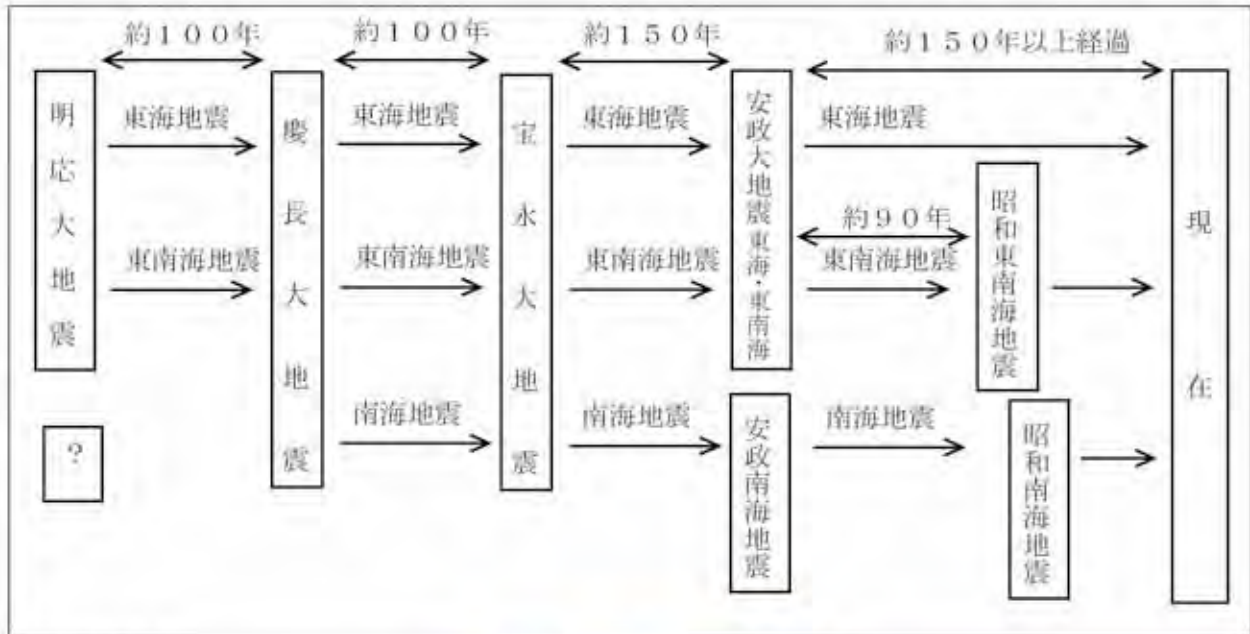 約１００年
約１００年
約１５０年
約１５０年以上経過
明応大地震
東海地震
慶長大地震
東海地震
宝永大地震
東海地震
安政大地震東海・東南海
東海地震
現在
約９０年
昭和東南海地震
東南海地震
東南海地震
東南海地震
東南海地震
?
南海地震
南海地震
安政南海地震
南海地震
昭和南海地震